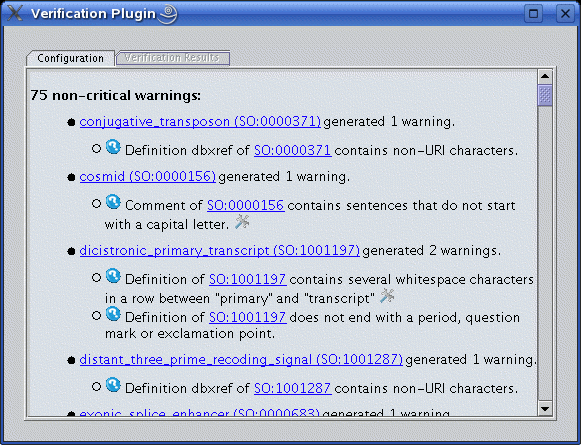 Verification Plugin
Configuration
Verification Results
75 non-critical warnings:
conjugative_transposon (SO:0000371) generated 1 warning.
Definition dbxref of SO:0000371 contains non-URI characters.
cosmid (SO:0000156) generated 1 warning.
Comment of SO:0000156 contains sentences that do not start
with a capital letter.
dicistronic_primary_transcript (SO:1001197) generated 2 warnings.
Definition of SO:1001197 contains several whitespace characters
in a row between "primary" and "transcript"
Definition of SO:1001197 does not end with a period, question
mark or exclamation point.
distant_three_prime_recoding_signal (SO:1001287) generated 1 warning.
Definition dbxref of SO:1001287 contains non-URI characters.
exonic_splice_enhancer (SO:0000683) generated 1 warning.